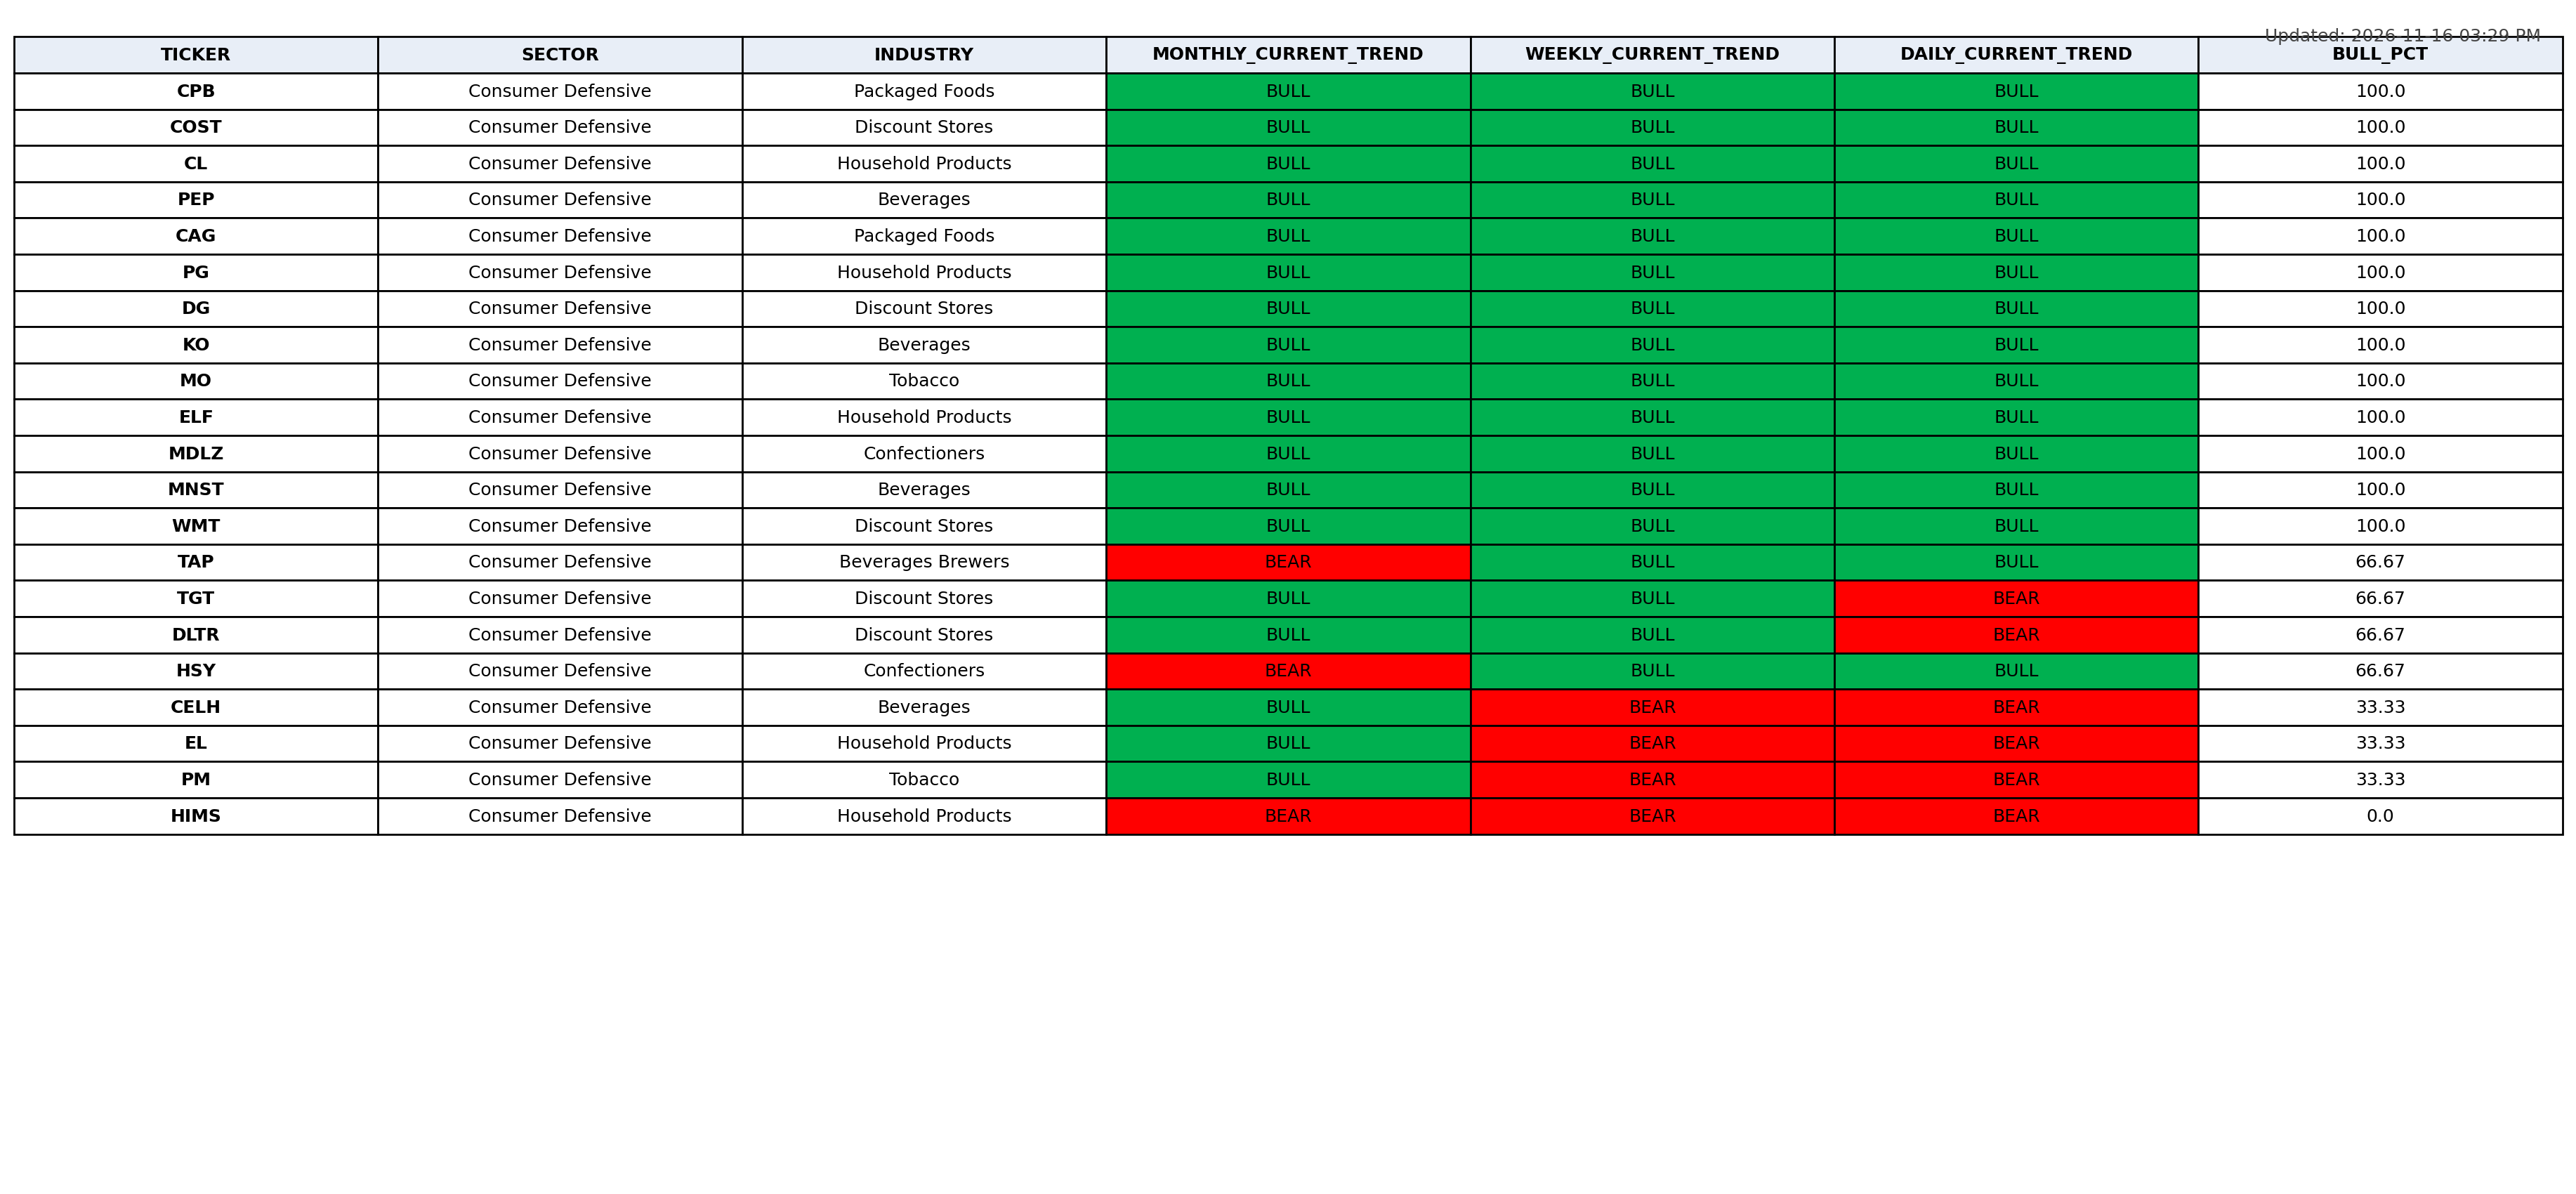 Updated: 2026-11-16 03:29 PM
TICKER SECTOR INDUSTRY MONTHLY_CURRENT_TREND WEEKLY_CURRENT_TREND DAILY_CURRENT_TREND BULL_PCT
CPB Consumer Defensive Packaged Foods BULL BULL BULL 100.0
COST Consumer Defensive Discount Stores BULL BULL BULL 100.0
CL Consumer Defensive Household Products BULL BULL BULL 100.0
PEP Consumer Defensive Beverages BULL BULL BULL 100.0
CAG Consumer Defensive Packaged Foods BULL BULL BULL 100.0
PG Consumer Defensive Household Products BULL BULL BULL 100.0
DG Consumer Defensive Discount Stores BULL BULL BULL 100.0
KO Consumer Defensive Beverages BULL BULL BULL 100.0
MO Consumer Defensive Tobacco BULL BULL BULL 100.0
ELF Consumer Defensive Household Products BULL BULL BULL 100.0
MDLZ Consumer Defensive Confectioners BULL BULL BULL 100.0
MNST Consumer Defensive Beverages BULL BULL BULL 100.0
WMT Consumer Defensive Discount Stores BULL BULL BULL 100.0
TAP Consumer Defensive Beverages Brewers BEAR BULL BULL 66.67
TGT Consumer Defensive Discount Stores BULL BULL BEAR 66.67
DLTR Consumer Defensive Discount Stores BULL BULL BEAR 66.67
HSY Consumer Defensive Confectioners BEAR BULL BULL 66.67
CELH Consumer Defensive Beverages BULL BEAR BEAR 33.33
EL Consumer Defensive Household Products BULL BEAR BEAR 33.33
PM Consumer Defensive Tobacco BULL BEAR BEAR 33.33
HIMS Consumer Defensive Household Products BEAR BEAR BEAR 0.0